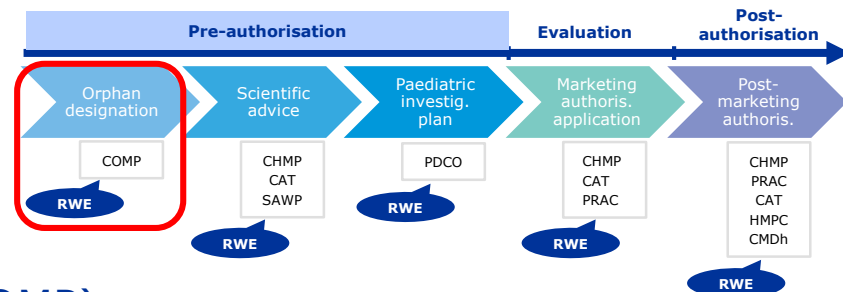 Pre-authorisation
Evaluation
Post-
authorisation
Orphan
designation
Scientific
advice
Paediatric
investig.
plan
Marketing
authoris.
application
Post-
marketing
authoris.
COMP
RWE
CHMP
CAT
SAWP
RWE
PDCO
RWE
CHMP
CAT
PRAC
RWE
CHMP
PRAC
CAT
HMPC
CMDh
RWE